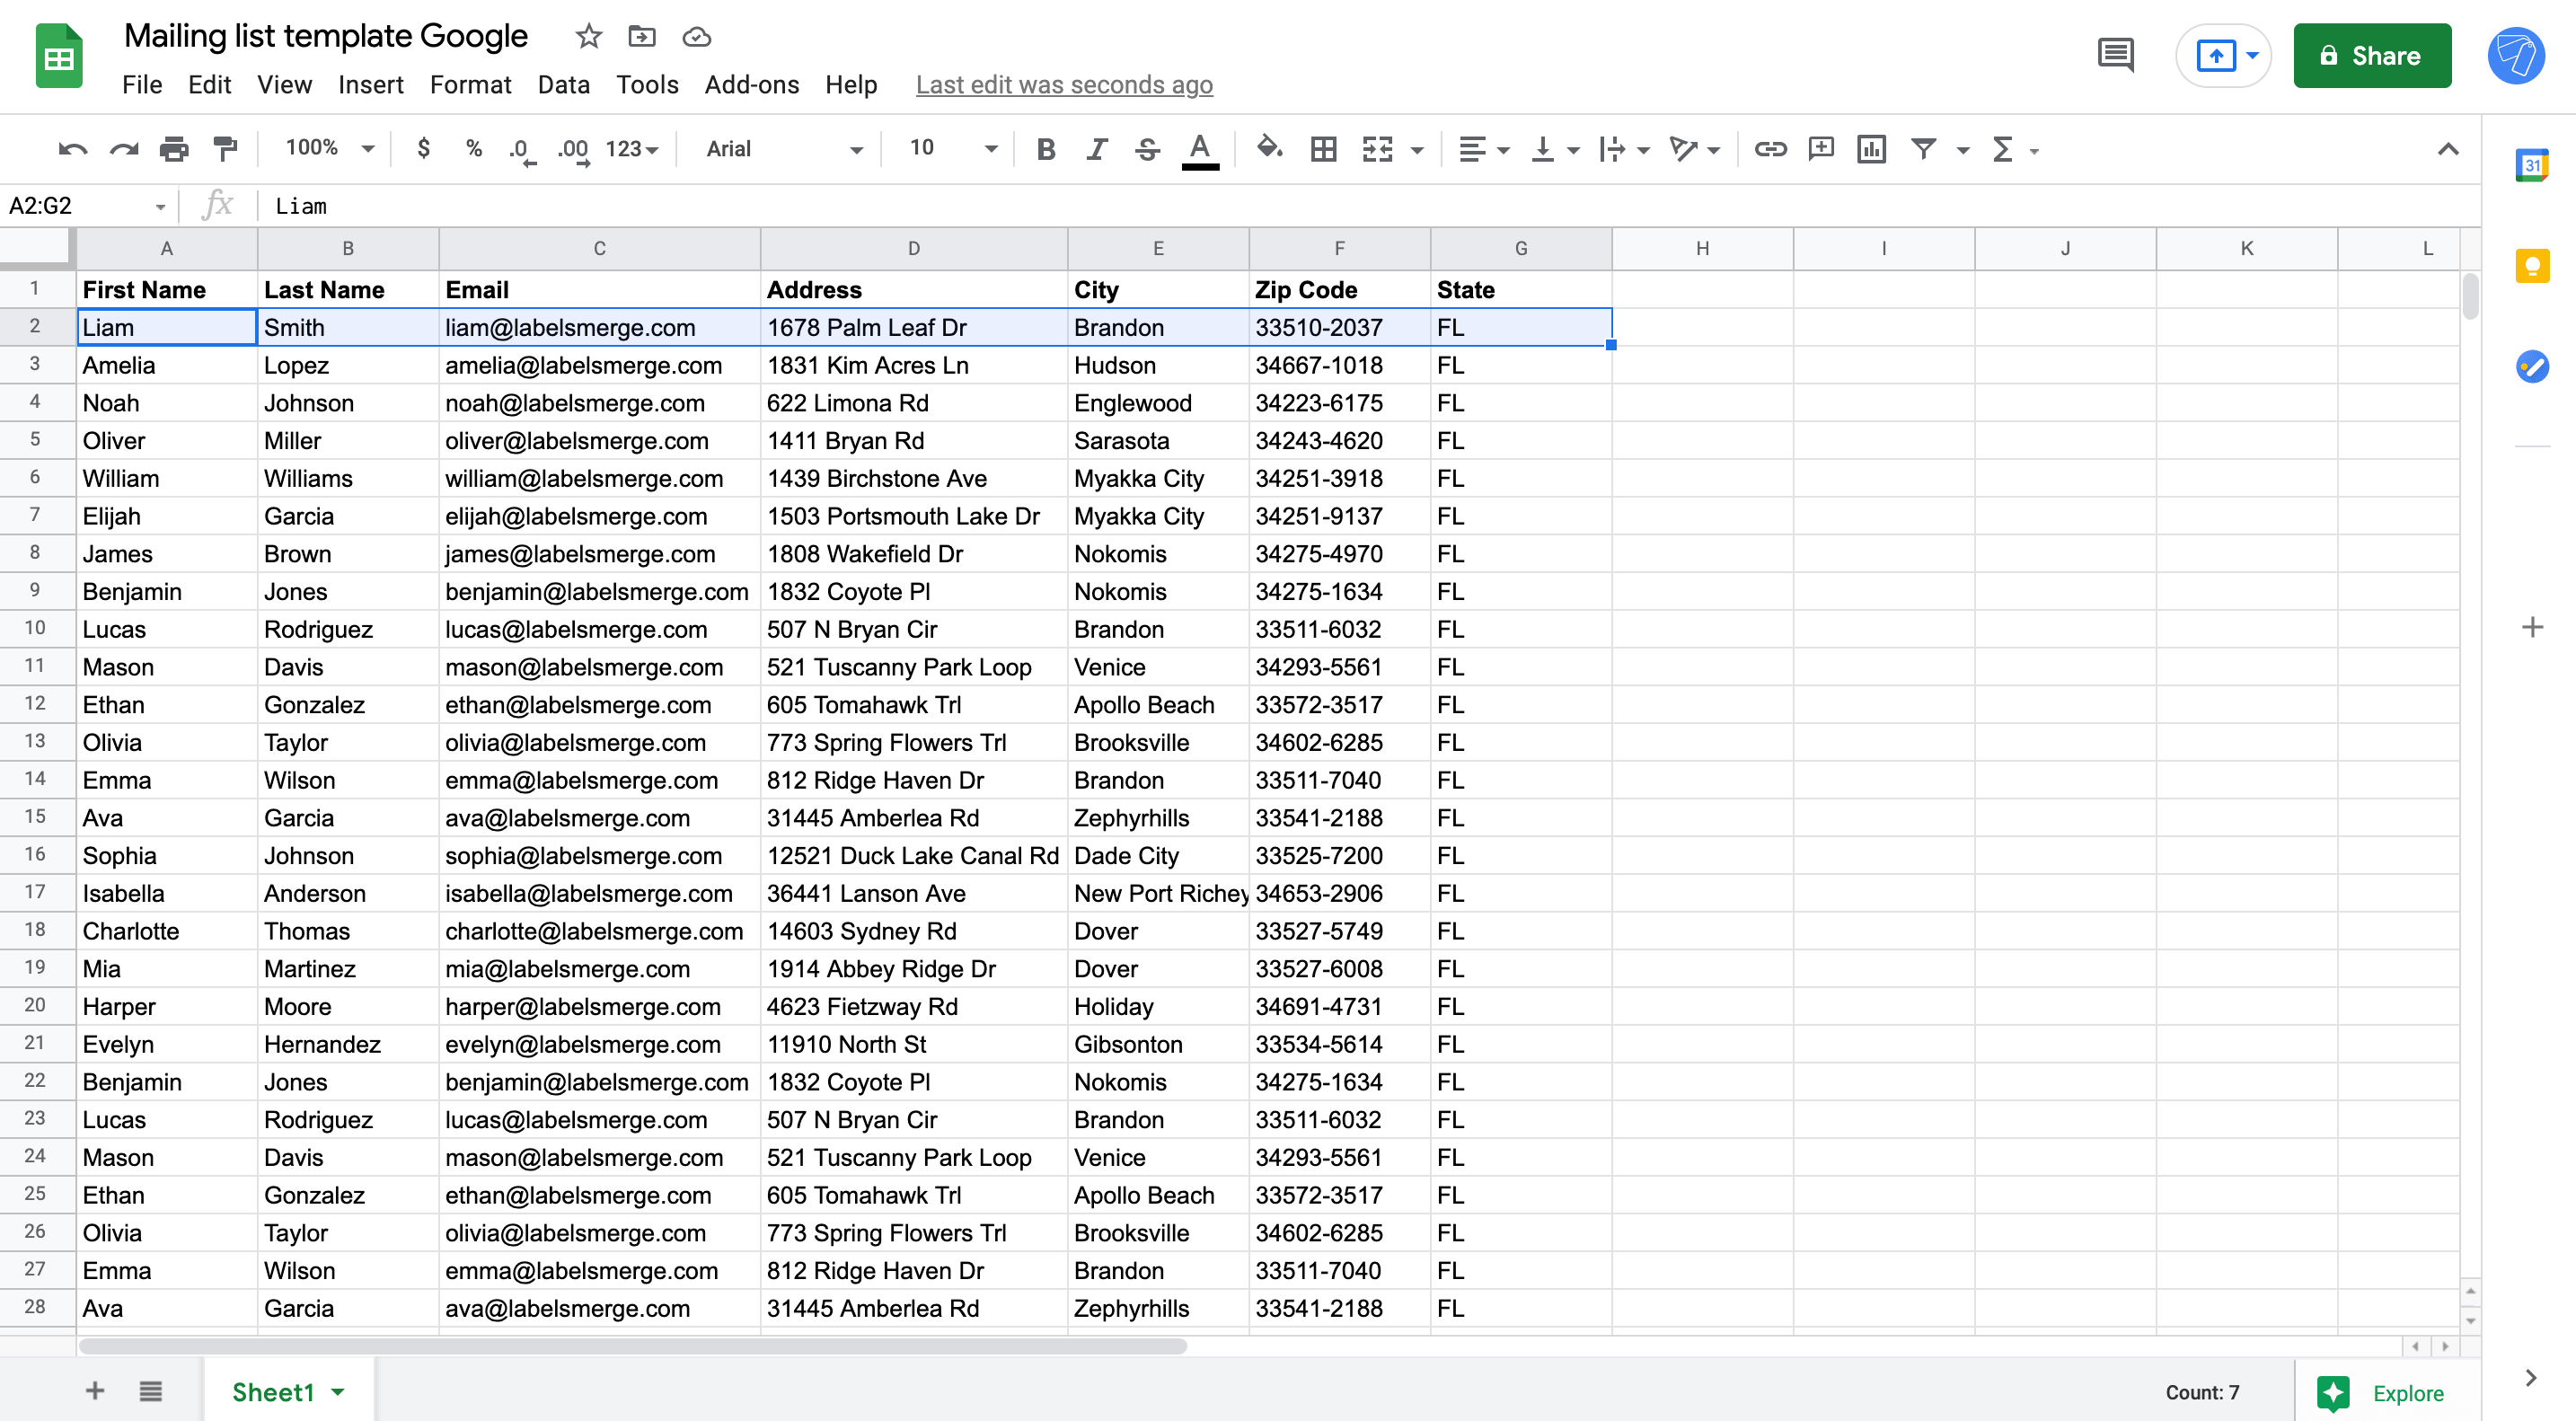 Mailing list template Google
File Edit View Insert Format Data Tools Add-ons Help Last edit was seconds ago
Share
100% $ % .0 .00 123 Arial 10 B I S A Σ
31
A2:G2 fx Liam
A B C D E F G H I J K L
1 First Name Last Name Email Address City Zip Code State
2 Liam Smith liam@labelsmerge.com 1678 Palm Leaf Dr Brandon 33510-2037 FL
3 Amelia Lopez amelia@labelsmerge.com 1831 Kim Acres Ln Hudson 34667-1018 FL
4 Noah Johnson noah@labelsmerge.com 622 Limona Rd Englewood 34223-6175 FL
5 Oliver Miller oliver@labelsmerge.com 1411 Bryan Rd Sarasota 34243-4620 FL
6 William Williams william@labelsmerge.com 1439 Birchstone Ave Myakka City 34251-3918 FL
7 Elijah Garcia elijah@labelsmerge.com 1503 Portsmouth Lake Dr Myakka City 34251-9137 FL
8 James Brown james@labelsmerge.com 1808 Wakefield Dr Nokomis 34275-4970 FL
9 Benjamin Jones benjamin@labelsmerge.com 1832 Coyote Pl Nokomis 34275-1634 FL
10 Lucas Rodriguez lucas@labelsmerge.com 507 N Bryan Cir Brandon 33511-6032 FL
11 Mason Davis mason@labelsmerge.com 521 Tuscanny Park Loop Venice 34293-5561 FL
12 Ethan Gonzalez ethan@labelsmerge.com 605 Tomahawk Trl Apollo Beach 33572-3517 FL
13 Olivia Taylor olivia@labelsmerge.com 773 Spring Flowers Trl Brooksville 34602-6285 FL
14 Emma Wilson emma@labelsmerge.com 812 Ridge Haven Dr Brandon 33511-7040 FL
15 Ava Garcia ava@labelsmerge.com 31445 Amberlea Rd Zephyrhills 33541-2188 FL
16 Sophia Johnson sophia@labelsmerge.com 12521 Duck Lake Canal Rd Dade City 33525-7200 FL
17 Isabella Anderson isabella@labelsmerge.com 36441 Lanson Ave New Port Richey 34653-2906 FL
18 Charlotte Thomas charlotte@labelsmerge.com 14603 Sydney Rd Dover 33527-5749 FL
19 Mia Martinez mia@labelsmerge.com 1914 Abbey Ridge Dr Dover 33527-6008 FL
20 Harper Moore harper@labelsmerge.com 4623 Fietzway Rd Holiday 34691-4731 FL
21 Evelyn Hernandez evelyn@labelsmerge.com 11910 North St Gibsonton 33534-5614 FL
22 Benjamin Jones benjamin@labelsmerge.com 1832 Coyote Pl Nokomis 34275-1634 FL
23 Lucas Rodriguez lucas@labelsmerge.com 507 N Bryan Cir Brandon 33511-6032 FL
24 Mason Davis mason@labelsmerge.com 521 Tuscanny Park Loop Venice 34293-5561 FL
25 Ethan Gonzalez ethan@labelsmerge.com 605 Tomahawk Trl Apollo Beach 33572-3517 FL
26 Olivia Taylor olivia@labelsmerge.com 773 Spring Flowers Trl Brooksville 34602-6285 FL
27 Emma Wilson emma@labelsmerge.com 812 Ridge Haven Dr Brandon 33511-7040 FL
28 Ava Garcia ava@labelsmerge.com 31445 Amberlea Rd Zephyrhills 33541-2188 FL
Sheet1 Count: 7 Explore